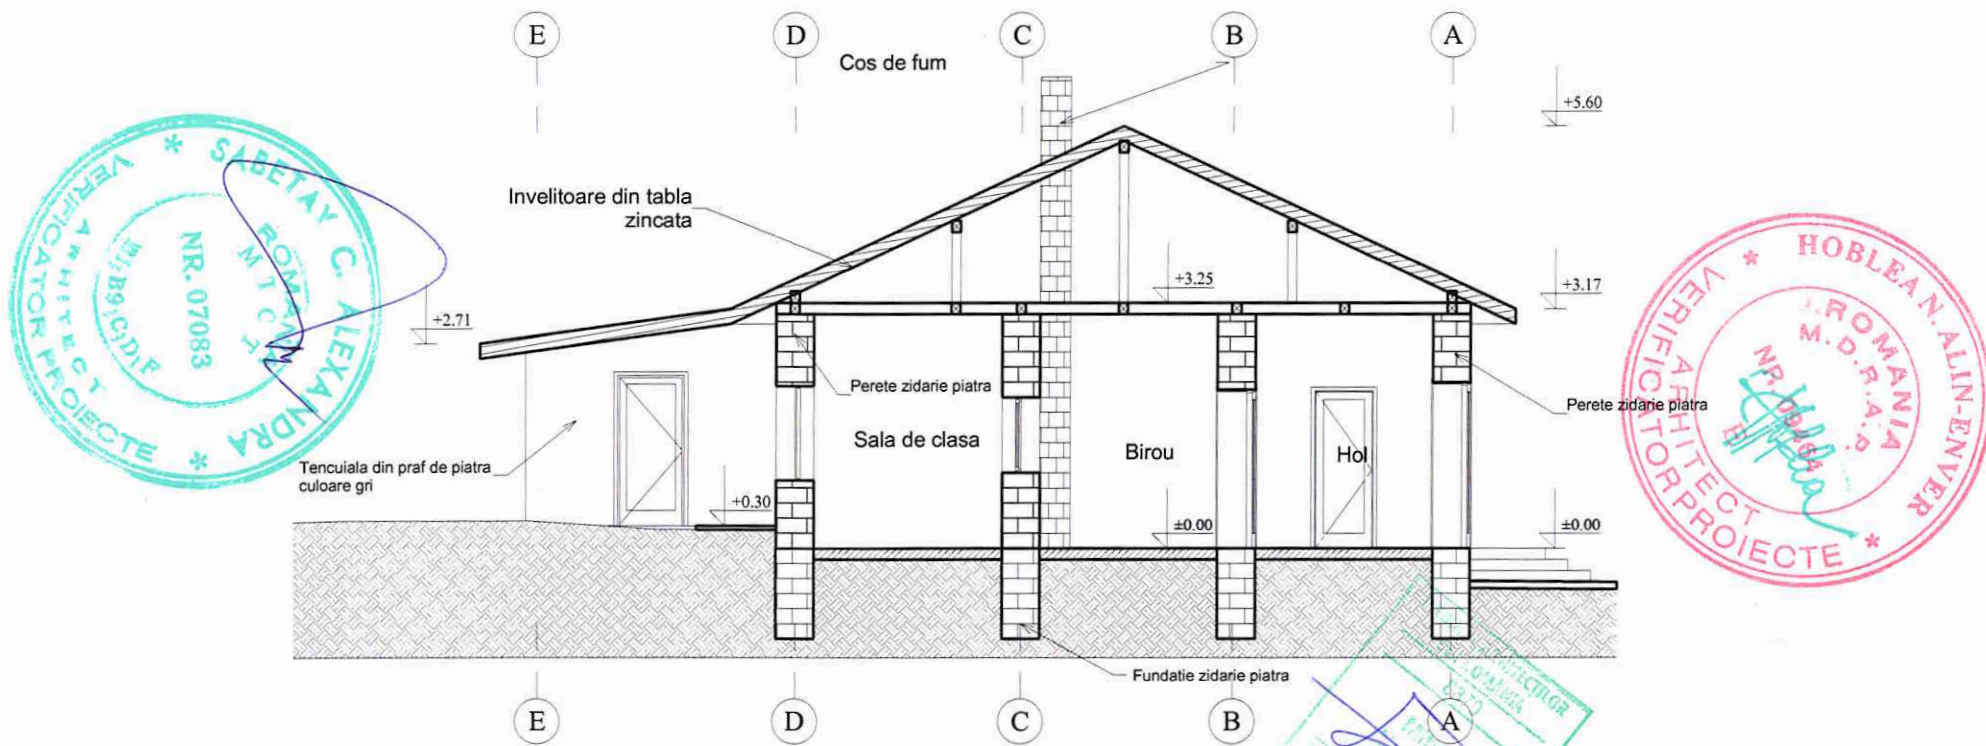 E
D
C
B
A
Cos de fum
+5.60
Invelitoare din tabla
zincata
+3.25
+3.17
+2.71
Perete zidarie piatra
Perete zidarie piatra
Sala de clasa
Birou
Hol
Tencuiala din praf de piatra
culoare gri
+0.30
±0.00
±0.00
Fundatie zidarie piatra
E
D
C
B
A
* SABETAY C. ALEXANDRA *
VERIFICATOR PROIECTE
ARHITECT
ROMANIA
M T C T
NR. 07083
* HOBLEA N. ALIN-ENVER *
VERIFICATOR PROIECTE
ARHITECT
ROMANIA
M.D.R.A.P.
NR.